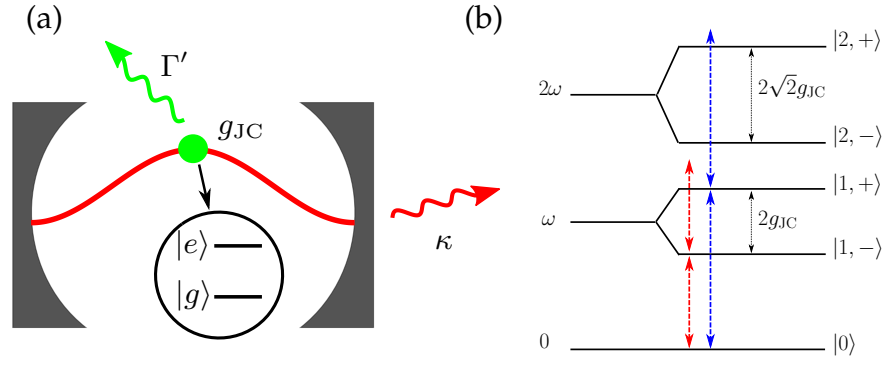 (a)
Γ′
g_JC
|e⟩
|g⟩
κ
(b)
2ω
ω
0
2√2g_JC
2g_JC
|2,+⟩
|2,−⟩
|1,+⟩
|1,−⟩
|0⟩